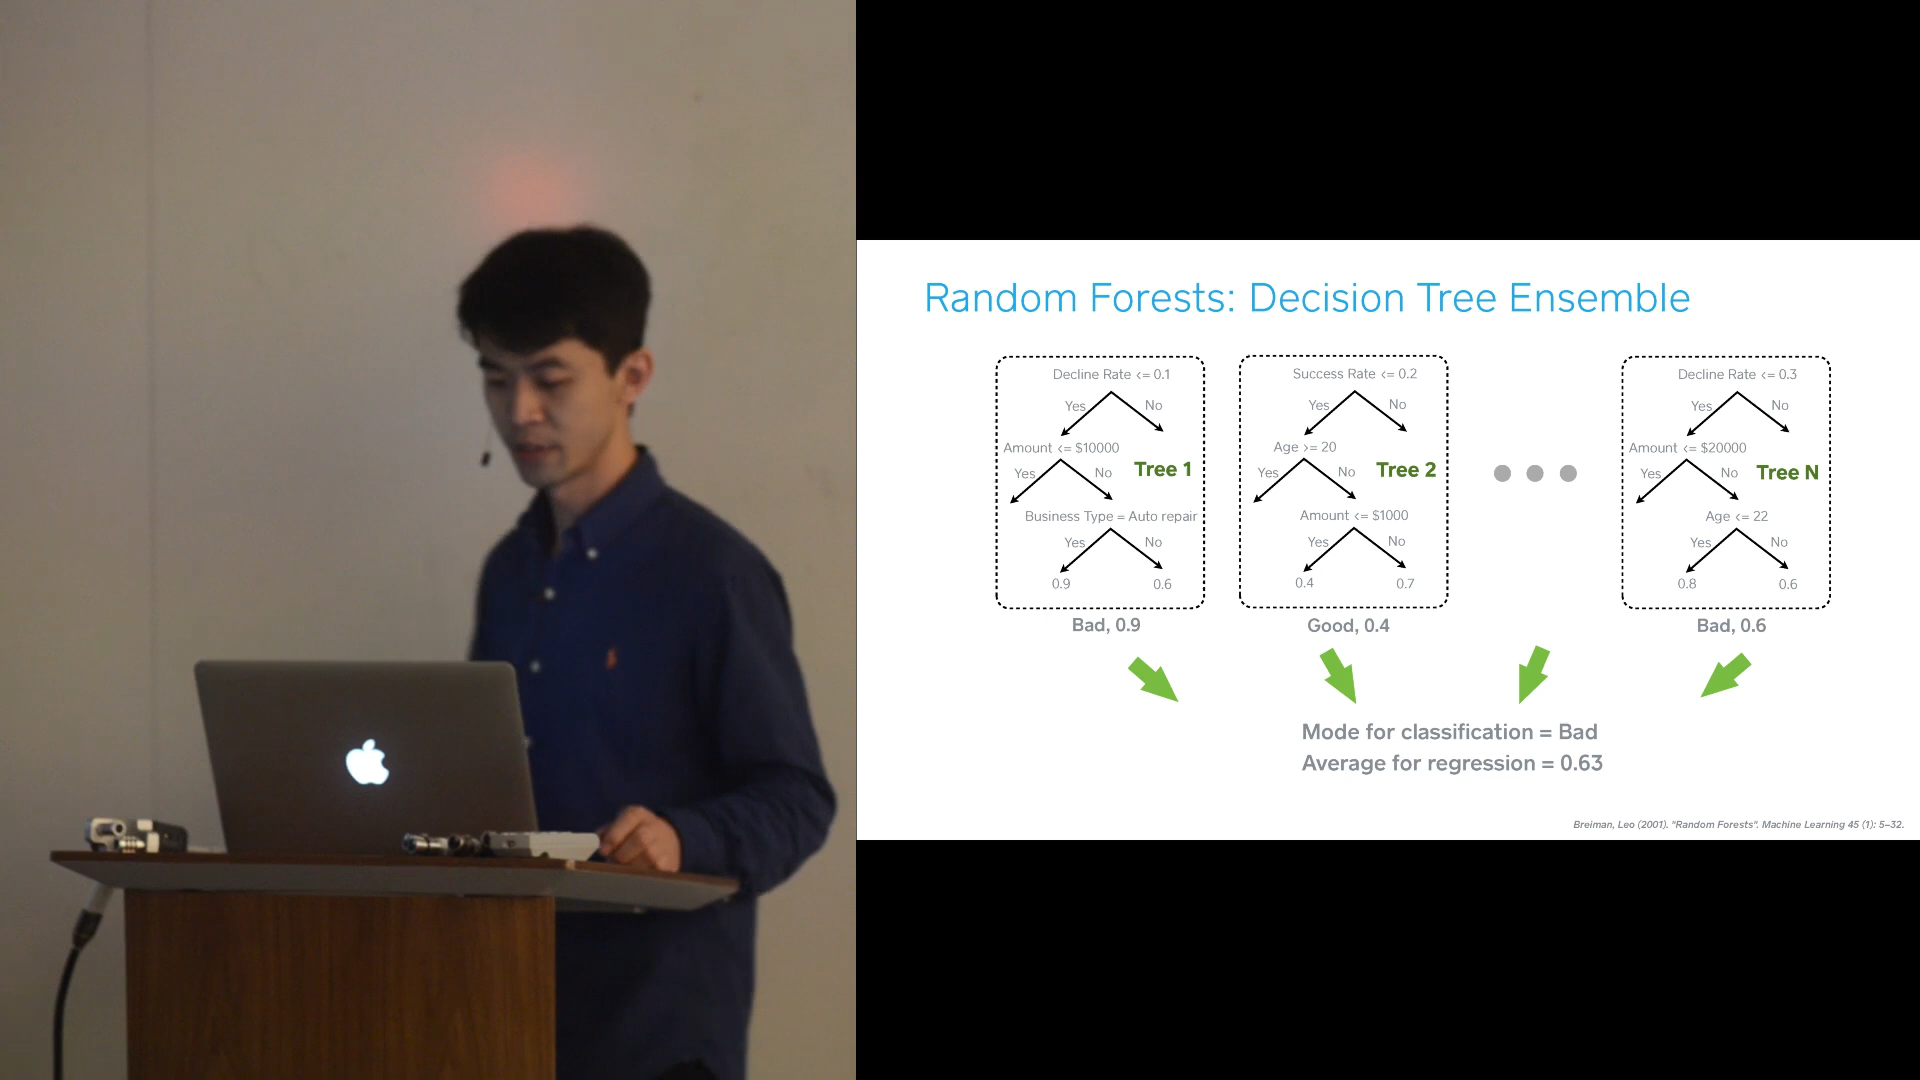 Random Forests: Decision Tree Ensemble
Decline Rate <= 0.1
Yes
No
Amount <= $10000
Yes
No
Tree 1
Business Type = Auto repair
Yes
No
0.9
0.6
Bad, 0.9
Success Rate <= 0.2
Yes
No
Age >= 20
Yes
No
Tree 2
Amount <= $1000
Yes
No
0.4
0.7
Good, 0.4
Decline Rate <= 0.3
Yes
No
Amount <= $20000
Yes
No
Tree N
Age <= 22
Yes
No
0.8
0.6
Bad, 0.6
Mode for classification = Bad
Average for regression = 0.63
Breiman, Leo (2001). "Random Forests". Machine Learning 45 (1): 5–32.